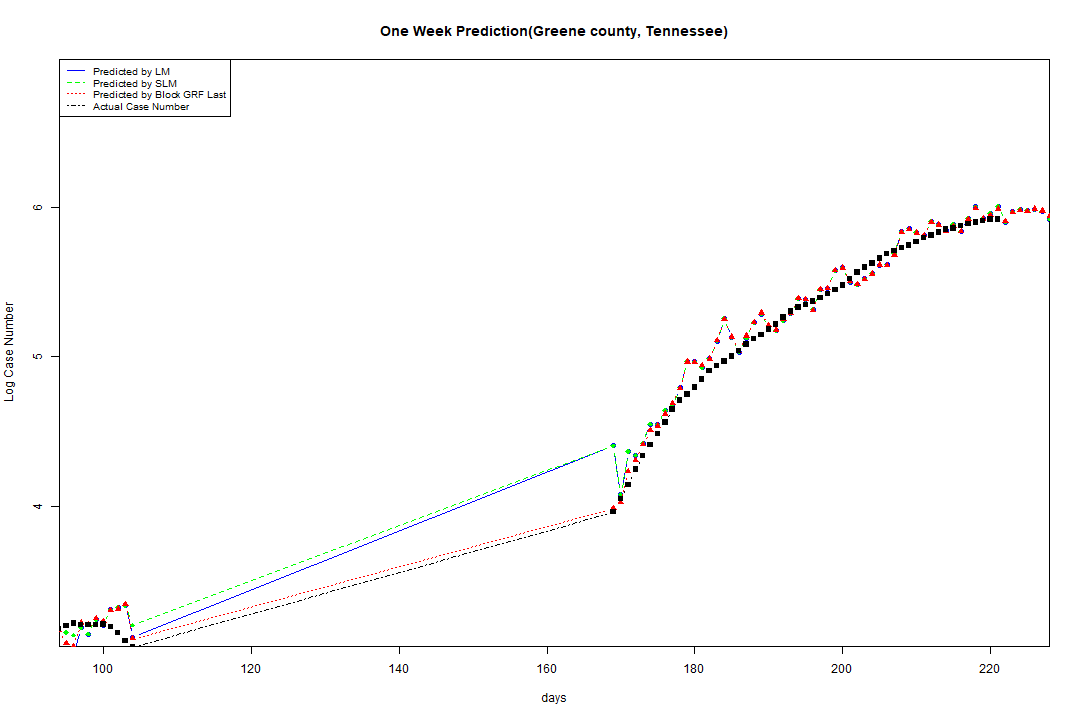 One Week Prediction(Greene county, Tennessee)
Predicted by LM
Predicted by SLM
Predicted by Block GRF Last
Actual Case Number
6
5
4
Log Case Number
100 120 140 160 180 200 220
days